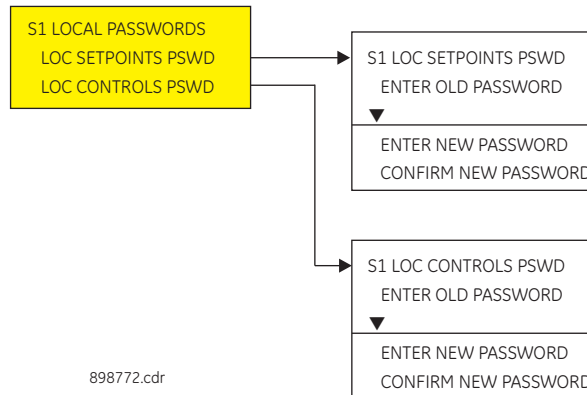 S1 LOCAL PASSWORDS
LOC SETPOINTS PSWD
LOC CONTROLS PSWD
S1 LOC SETPOINTS PSWD
ENTER OLD PASSWORD
ENTER NEW PASSWORD
CONFIRM NEW PASSWORD
S1 LOC CONTROLS PSWD
ENTER OLD PASSWORD
ENTER NEW PASSWORD
CONFIRM NEW PASSWORD
898772.cdr